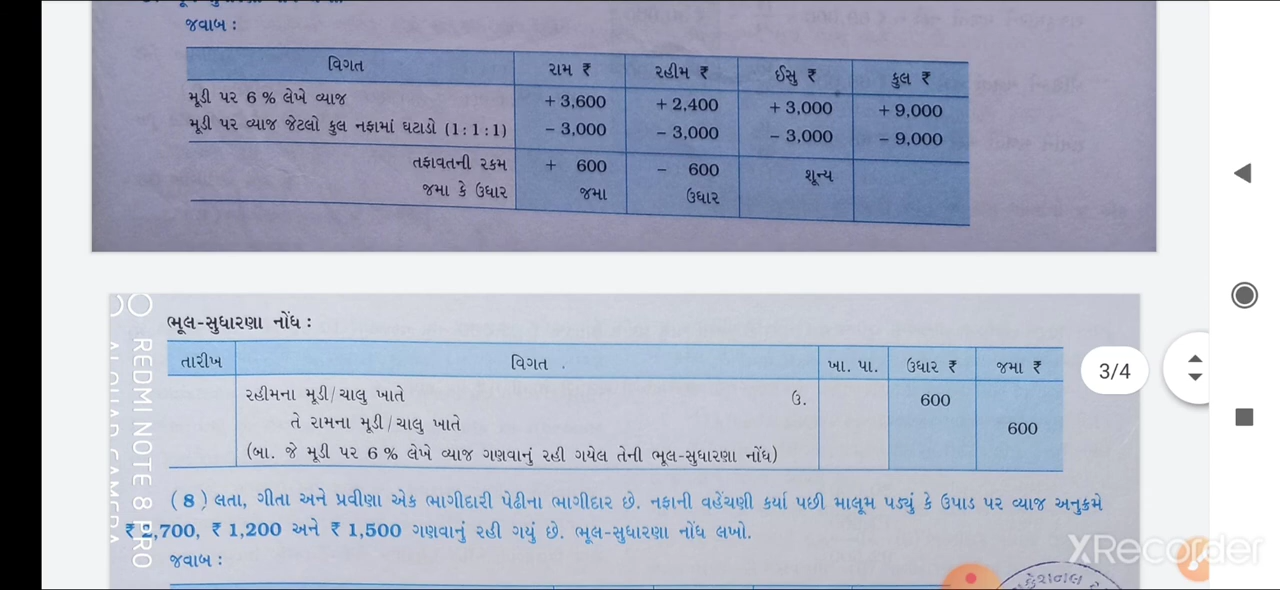 જવાબ :
વિગત રામ ₹ રહીમ ₹ ઈસુ ₹ કુલ ₹
મૂડી પર 6 % લેખે વ્યાજ + 3,600 + 2,400 + 3,000 + 9,000
મૂડી પર વ્યાજ જેટલો કુલ નફામાં ઘટાડો (1:1:1) – 3,000 – 3,000 – 3,000 – 9,000
તફાવતની રકમ + 600 – 600 શૂન્ય
જમા કે ઉધાર જમા ઉધાર
ભૂલ-સુધારણા નોંધ :
તારીખ વિગત ખા. પા. ઉધાર ₹ જમા ₹
રહીમના મૂડી/ચાલુ ખાતે ઉ. 600
તે રામના મૂડી/ચાલુ ખાતે 600
(બા. જે મૂડી પર 6 % લેખે વ્યાજ ગણવાનું રહી ગયેલ તેની ભૂલ-સુધારણા નોંધ)
(8) લતા, ગીતા અને પ્રવીણા એક ભાગીદારી પેઢીના ભાગીદાર છે. નફાની વહેંચણી કર્યા પછી માલૂમ પડ્યું કે ઉપાડ પર વ્યાજ અનુક્રમે
₹ 2,700, ₹ 1,200 અને ₹ 1,500 ગણવાનું રહી ગયું છે. ભૂલ-સુધારણા નોંધ લખો.
જવાબ :
3/4
REDMI NOTE 8 PRO
XRecorder